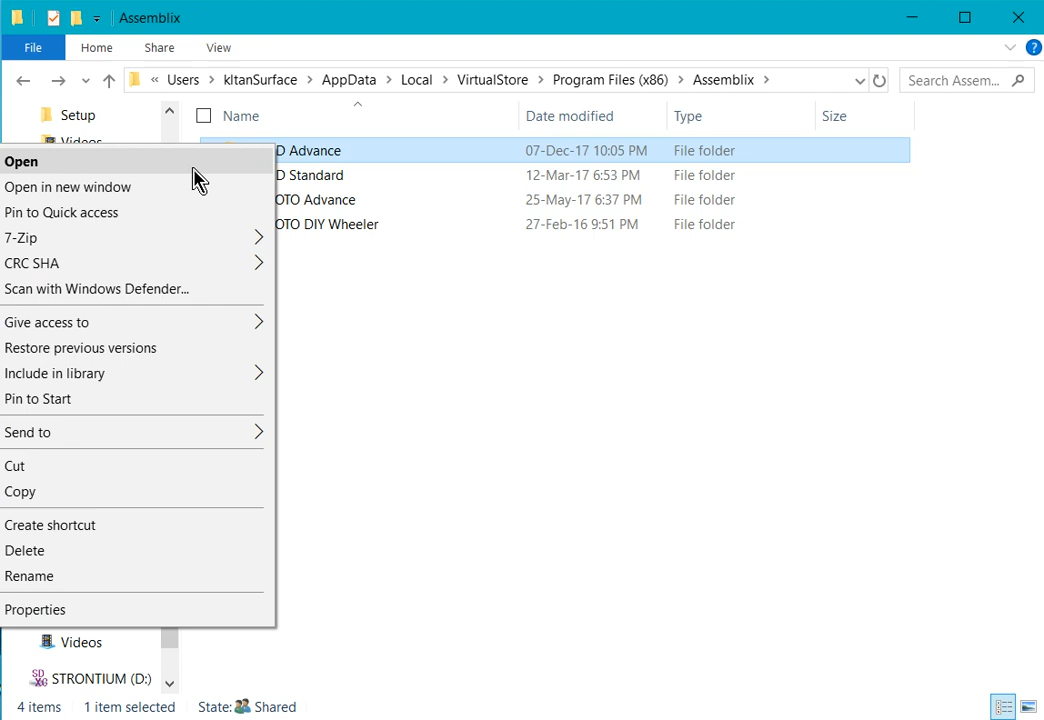 Assemblix
File Home Share View
« Users > kltanSurface > AppData > Local > VirtualStore > Program Files (x86) > Assemblix > Search Assem...
Setup
Name Date modified Type Size
Videos
D Advance 07-Dec-17 10:05 PM File folder
D Standard 12-Mar-17 6:53 PM File folder
OTO Advance 25-May-17 6:37 PM File folder
OTO DIY Wheeler 27-Feb-16 9:51 PM File folder
Open
Open in new window
Pin to Quick access
7-Zip
CRC SHA
Scan with Windows Defender...
Give access to
Restore previous versions
Include in library
Pin to Start
Send to
Cut
Copy
Create shortcut
Delete
Rename
Properties
Videos
STRONTIUM (D:)
4 items 1 item selected State: Shared